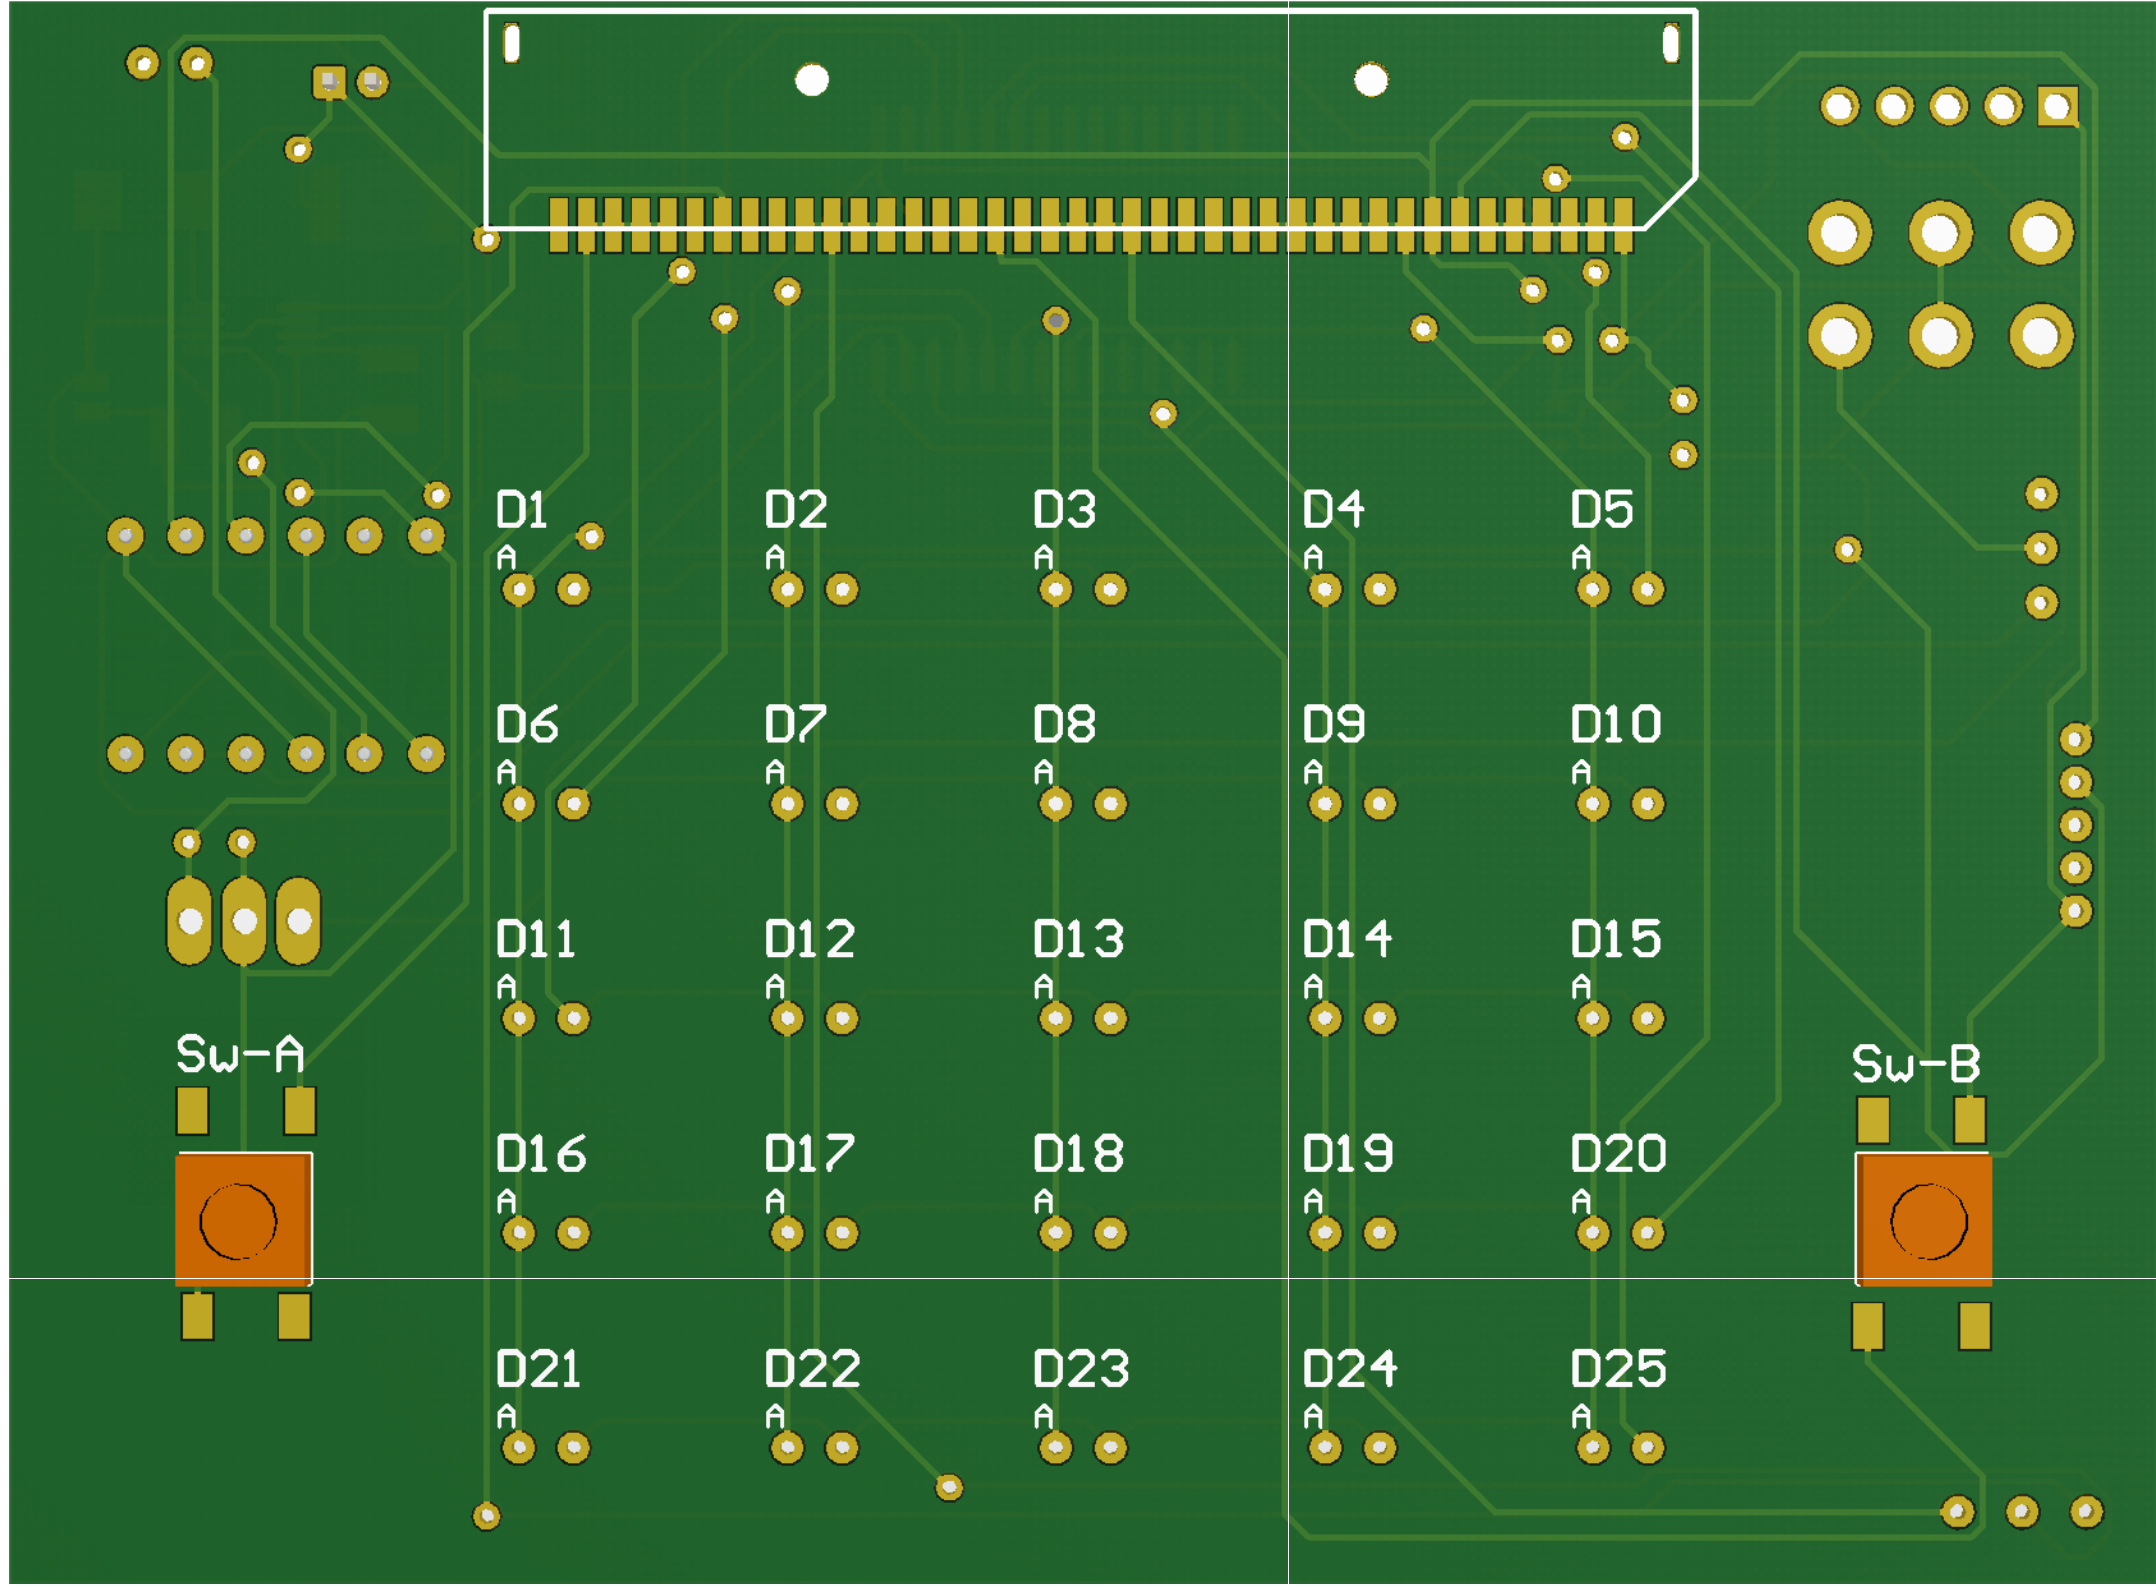 D1 D2 D3 D4 D5
A A A A A
D6 D7 D8 D9 D10
A A A A A
D11 D12 D13 D14 D15
A A A A A
Sw-A Sw-B
D16 D17 D18 D19 D20
A A A A A
D21 D22 D23 D24 D25
A A A A A